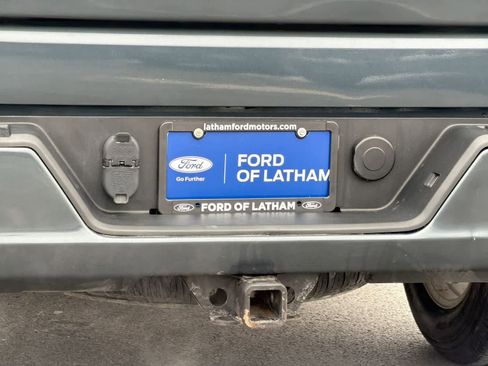 lathamfordmotors.com
Ford
Go Further
FORD
OF LATHAM
Ford FORD OF LATHAM Ford